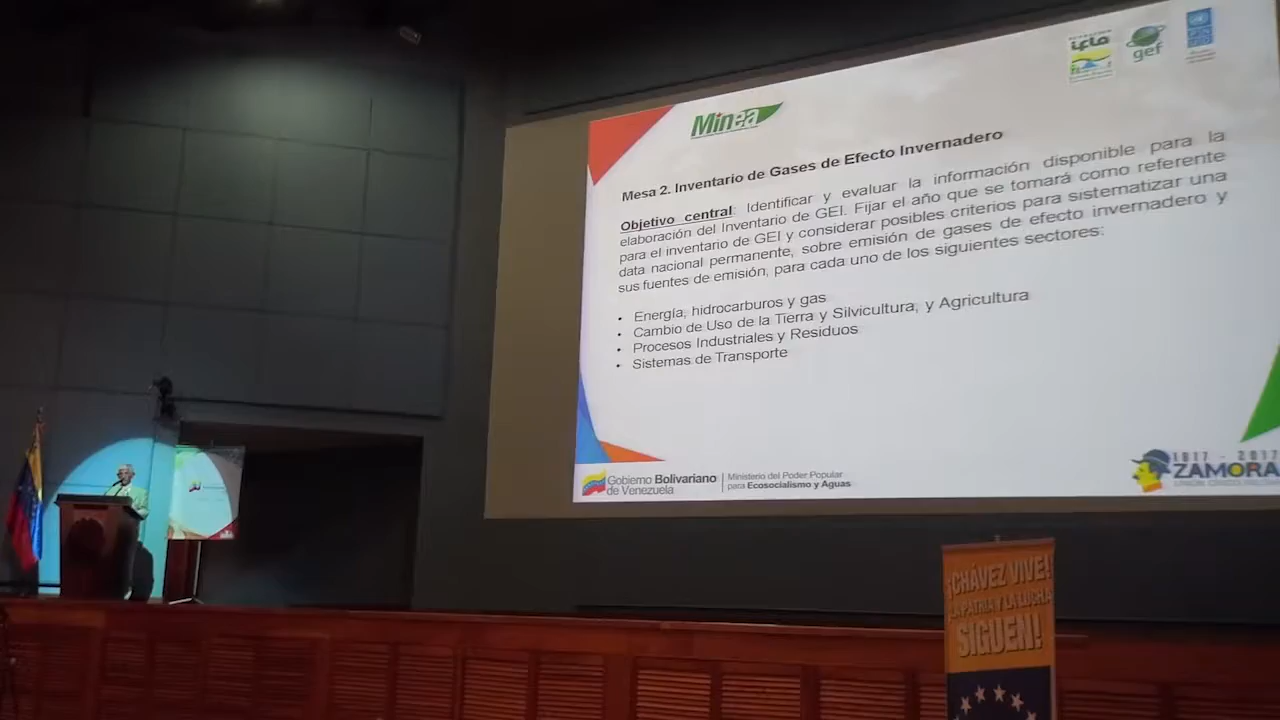 ifla
gef
Minea
Mesa 2. Inventario de Gases de Efecto Invernadero
Objetivo central: Identificar y evaluar la información disponible para la
elaboración del Inventario de GEI. Fijar el año que se tomará como referente
para el inventario de GEI y considerar posibles criterios para sistematizar una
data nacional permanente, sobre emisión de gases de efecto invernadero y
sus fuentes de emisión, para cada uno de los siguientes sectores:
• Energía, hidrocarburos y gas
• Cambio de Uso de la Tierra y Silvicultura, y Agricultura
• Procesos Industriales y Residuos
• Sistemas de Transporte
Gobierno Bolivariano
de Venezuela
Ministerio del Poder Popular
para Ecosocialismo y Aguas
1817 - 2017
ZAMORA
¡CHÁVEZ VIVE!
LA PATRIA Y LA LUCHA
SIGUEN!